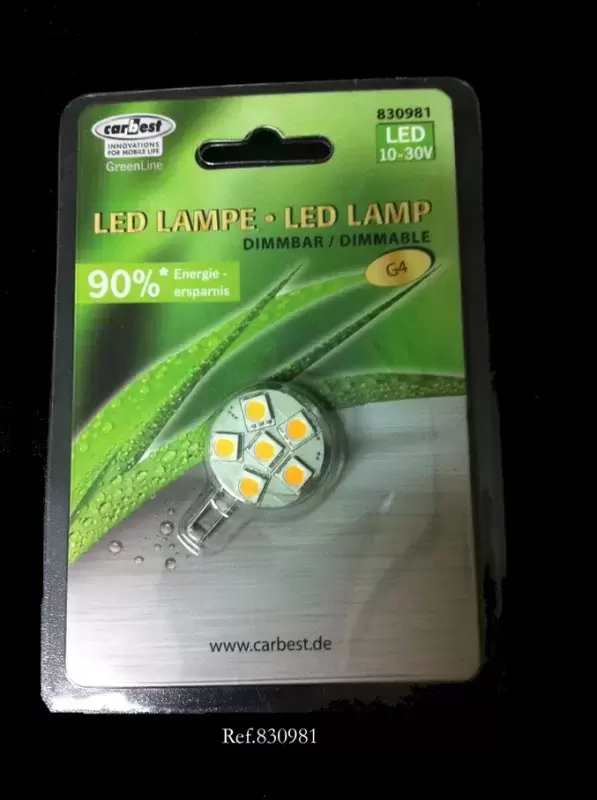 carbest
INNOVATIONS
FOR MOBILE LIFE
GreenLine
830981
LED
10-30V
LED LAMPE • LED LAMP
DIMMBAR / DIMMABLE
G4
90%* Energie-
ersparnis
www.carbest.de
Ref.830981